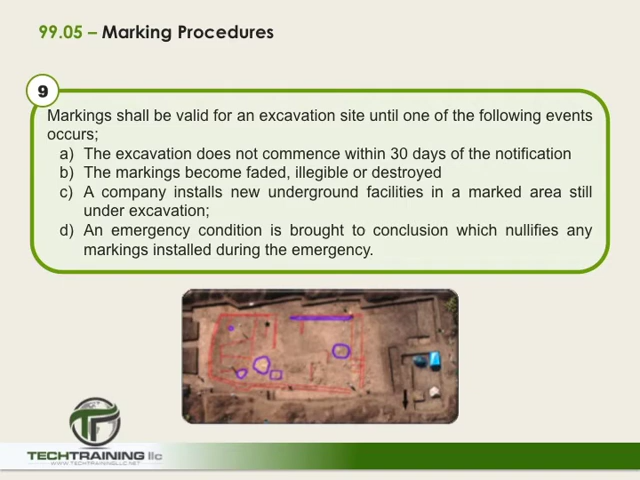 99.05 – Marking Procedures
9
Markings shall be valid for an excavation site until one of the following events
occurs;
a) The excavation does not commence within 30 days of the notification
b) The markings become faded, illegible or destroyed
c) A company installs new underground facilities in a marked area still
under excavation;
d) An emergency condition is brought to conclusion which nullifies any
markings installed during the emergency.
TECHTRAINING llc
WWW.TECHTRAININGLLC.NET